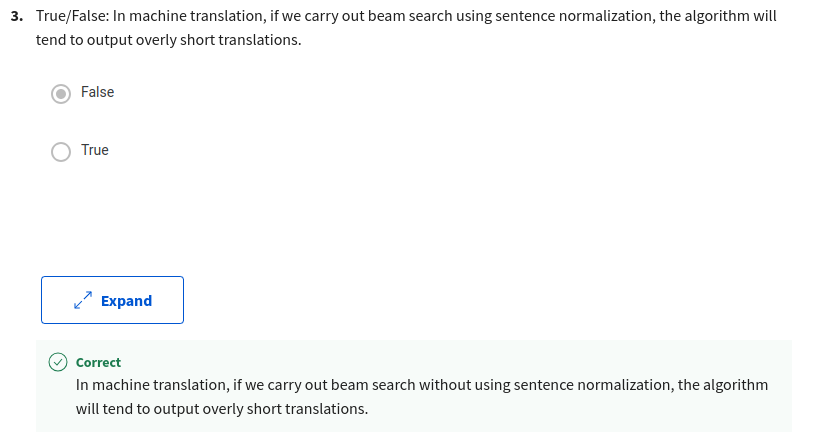 3. True/False: In machine translation, if we carry out beam search using sentence normalization, the algorithm will
tend to output overly short translations.
False
True
Expand
Correct
In machine translation, if we carry out beam search without using sentence normalization, the algorithm
will tend to output overly short translations.